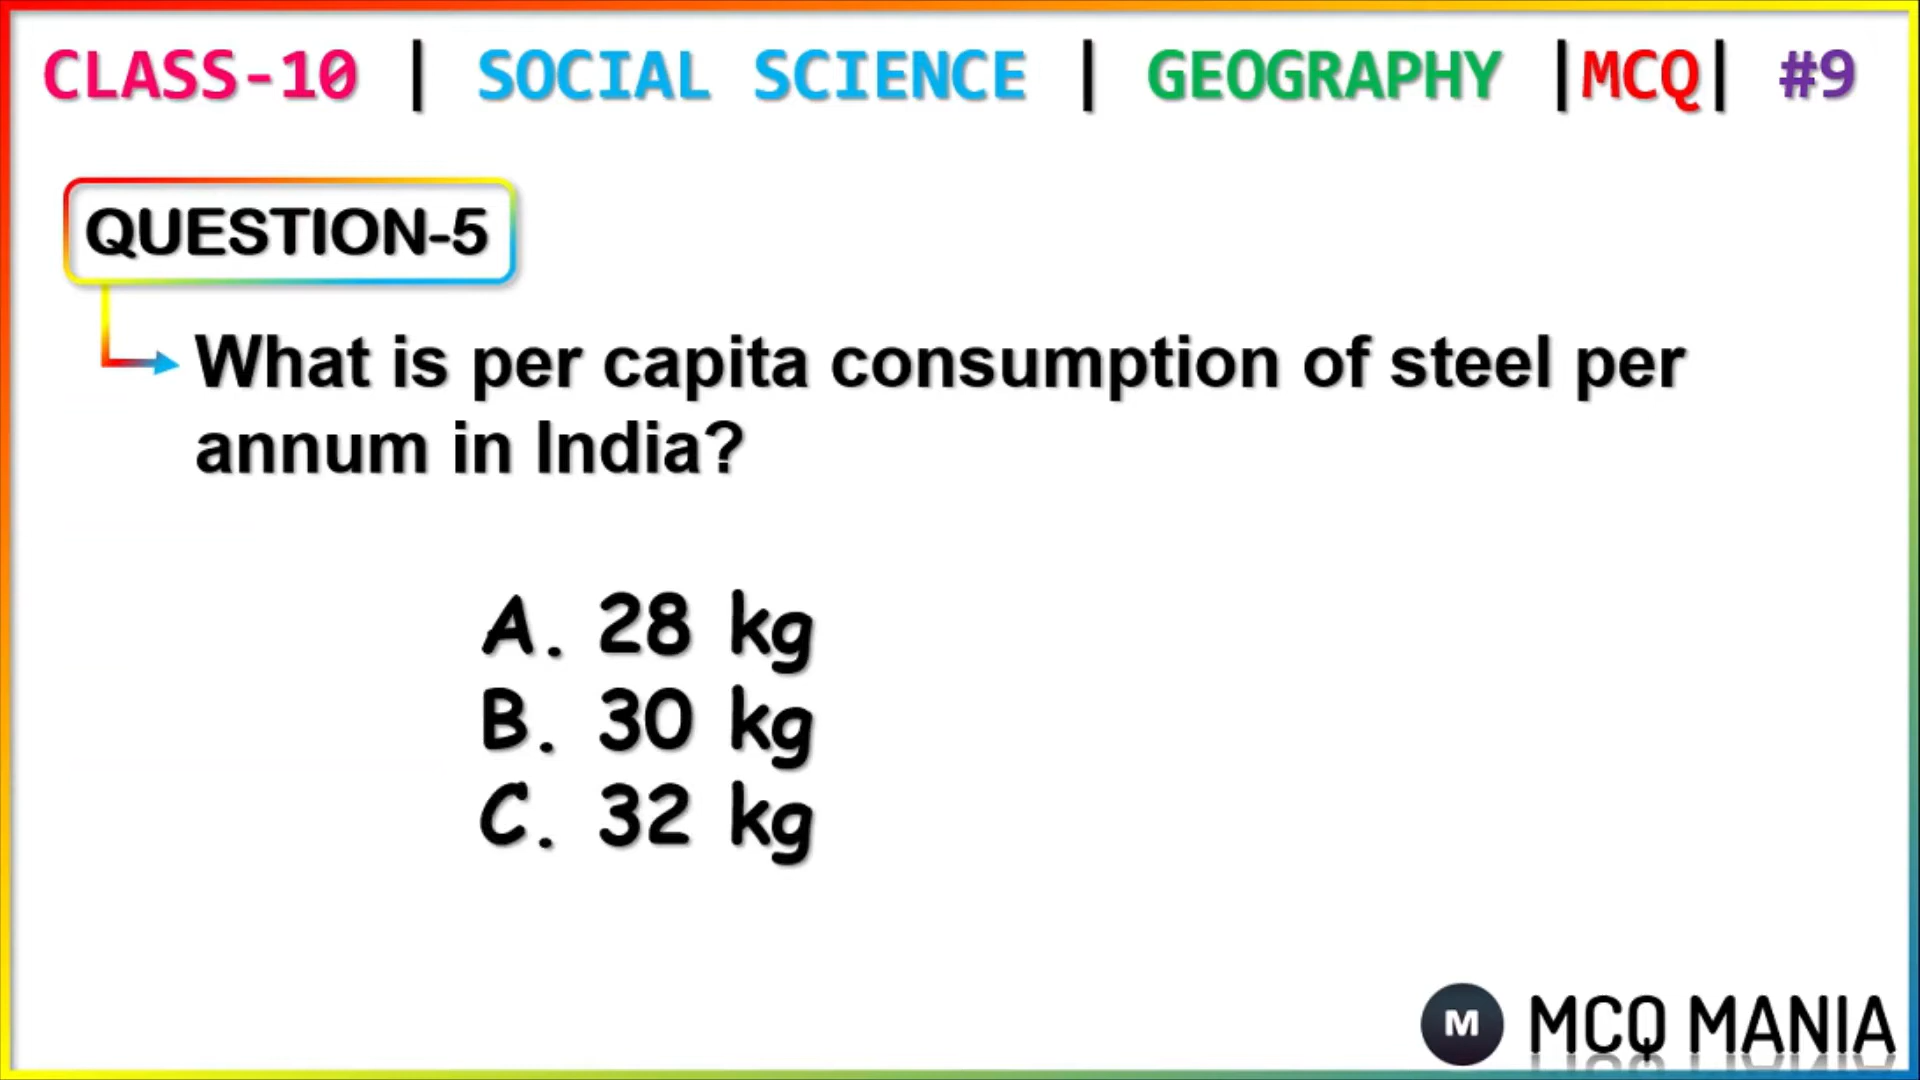 CLASS-10 | SOCIAL SCIENCE | GEOGRAPHY |MCQ| #9
QUESTION-5
What is per capita consumption of steel per
annum in India?
A. 28 kg
B. 30 kg
C. 32 kg
M MCQ MANIA